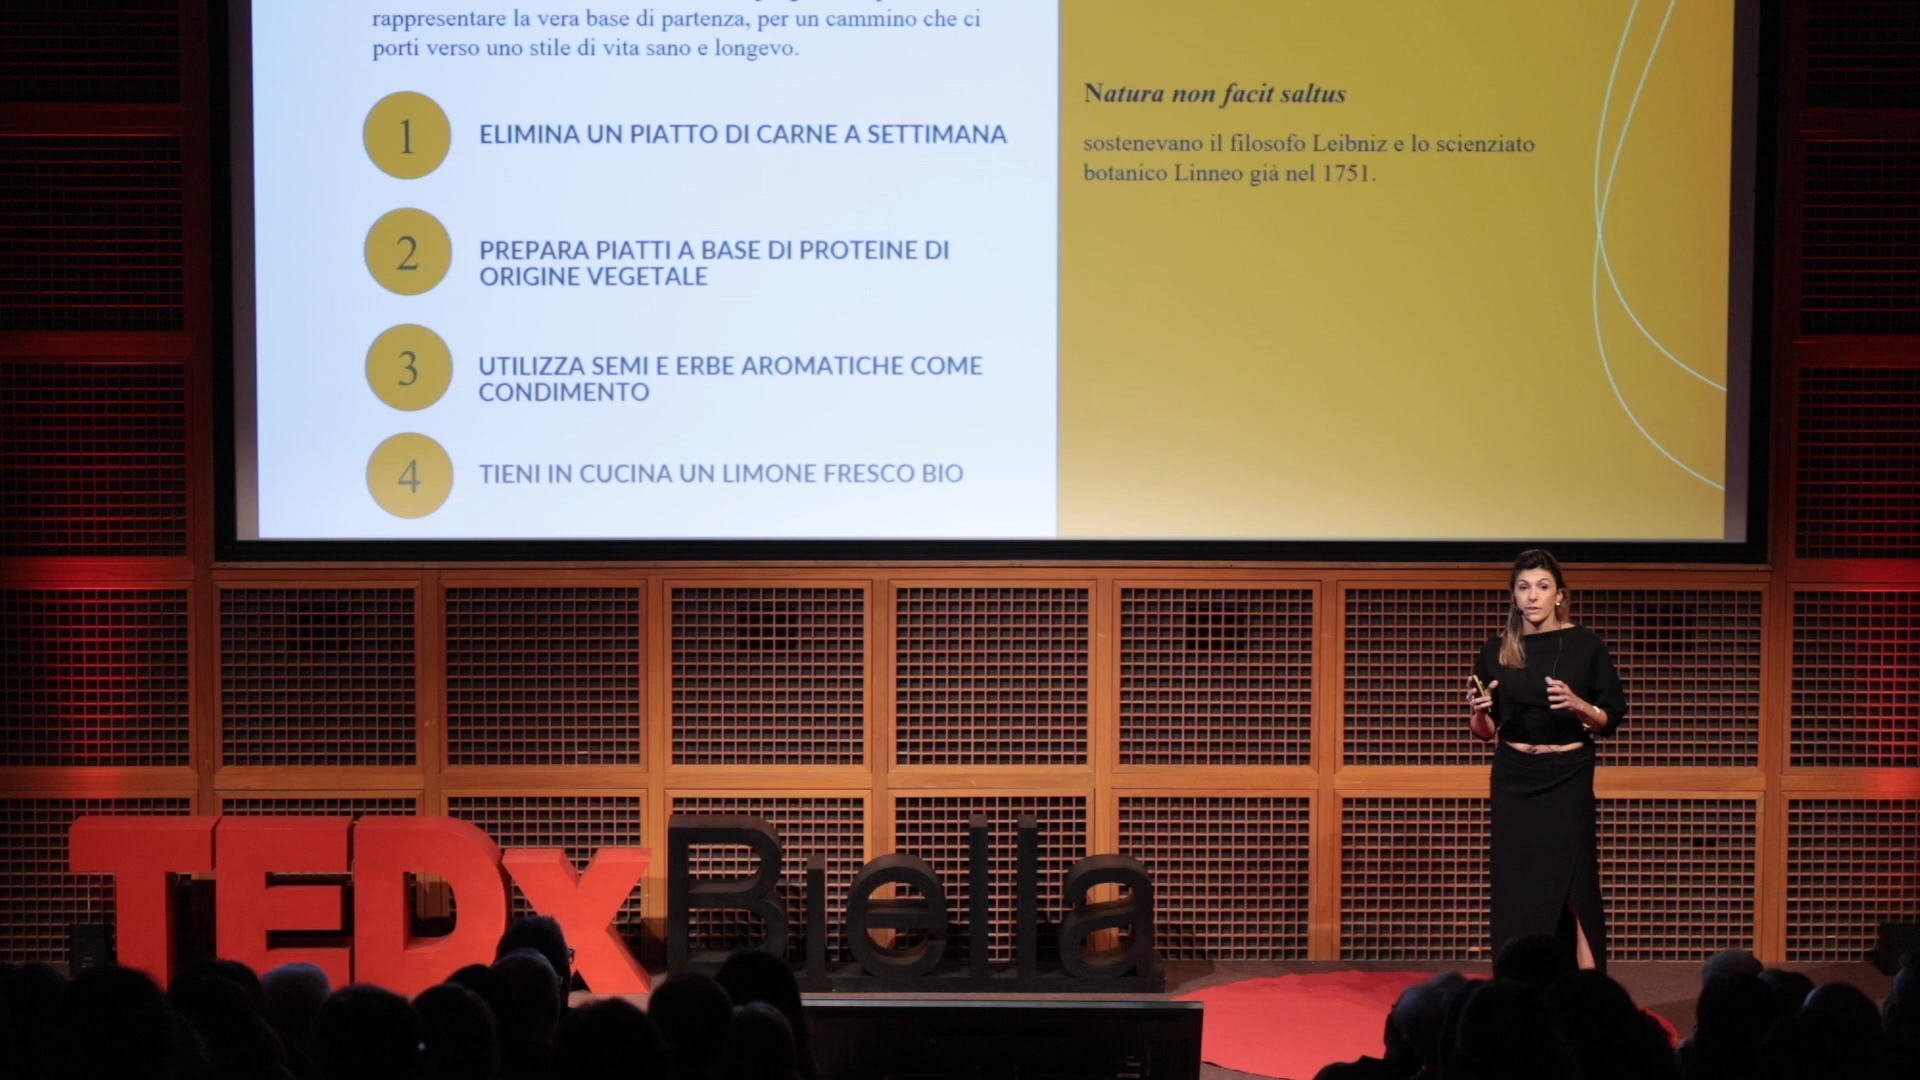 rappresentare la vera base di partenza, per un cammino che ci
porti verso uno stile di vita sano e longevo.
1
ELIMINA UN PIATTO DI CARNE A SETTIMANA
2
PREPARA PIATTI A BASE DI PROTEINE DI
ORIGINE VEGETALE
3
UTILIZZA SEMI E ERBE AROMATICHE COME
CONDIMENTO
4
TIENI IN CUCINA UN LIMONE FRESCO BIO
Natura non facit saltus
sostenevano il filosofo Leibniz e lo scienziato
botanico Linneo già nel 1751.
TEDxBiella